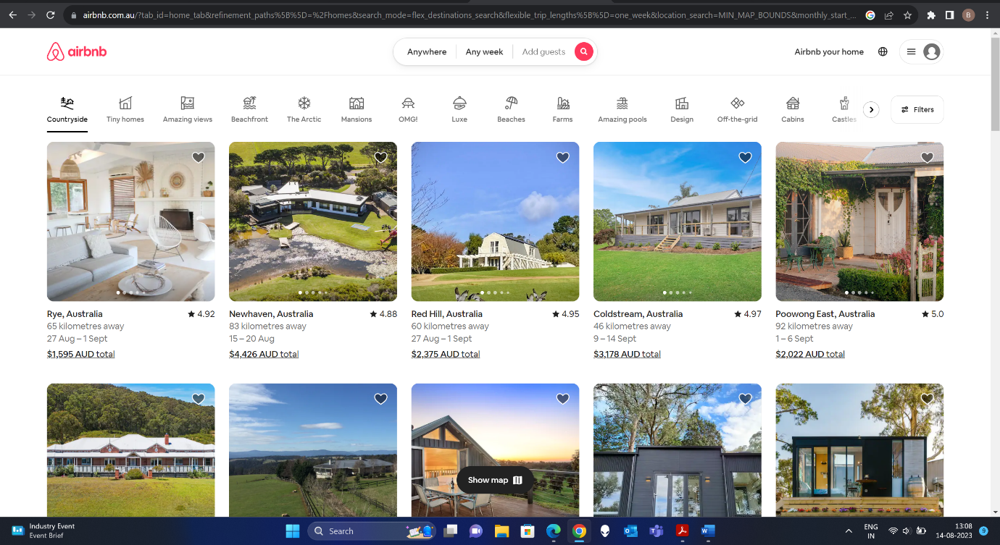 airbnb.com.au/?tab_id=home_tab&refinement_paths%5B%5D=%2Fhomes&search_mode=flex_destinations_search&flexible_trip_lengths%5B%5D=one_week&location_search=MIN_MAP_BOUNDS&monthly_start_...
B
airbnb
Anywhere
Any week
Add guests
Airbnb your home
Countryside
Tiny homes
Amazing views
Beachfront
The Arctic
Mansions
OMG!
Luxe
Beaches
Farms
Amazing pools
Design
Off-the-grid
Cabins
Castles
Filters
Rye, Australia
4.92
65 kilometres away
27 Aug – 1 Sept
$1,595 AUD total
Newhaven, Australia
4.88
83 kilometres away
15 – 20 Aug
$4,426 AUD total
Red Hill, Australia
4.95
60 kilometres away
27 Aug – 1 Sept
$2,375 AUD total
Coldstream, Australia
4.97
46 kilometres away
9 – 14 Sept
$3,178 AUD total
Poowong East, Australia
5.0
92 kilometres away
1 – 6 Sept
$2,022 AUD total
Show map
Industry Event
Event Brief
Search
ENG
IN
13:08
14-08-2023
9